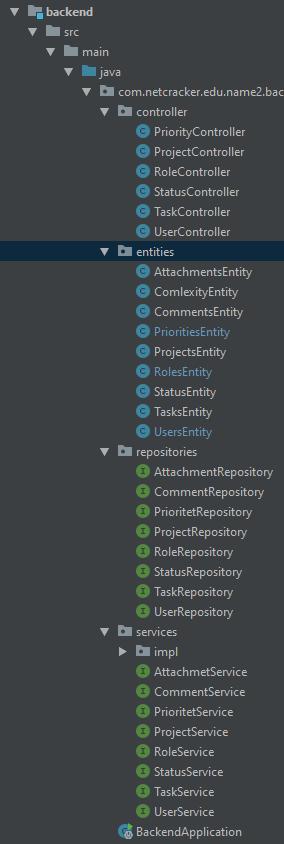 backend
src
main
java
com.netcracker.edu.name2.bac
controller
C PriorityController
C ProjectController
C RoleController
C StatusController
C TaskController
C UserController
entities
C AttachmentsEntity
C ComlexityEntity
C CommentsEntity
C PrioritiesEntity
C ProjectsEntity
C RolesEntity
C StatusEntity
C TasksEntity
C UsersEntity
repositories
I AttachmentRepository
I CommentRepository
I PrioritetRepository
I ProjectRepository
I RoleRepository
I StatusRepository
I TaskRepository
I UserRepository
services
impl
I AttachmetService
I CommentService
I PrioritetService
I ProjectService
I RoleService
I StatusService
I TaskService
I UserService
BackendApplication